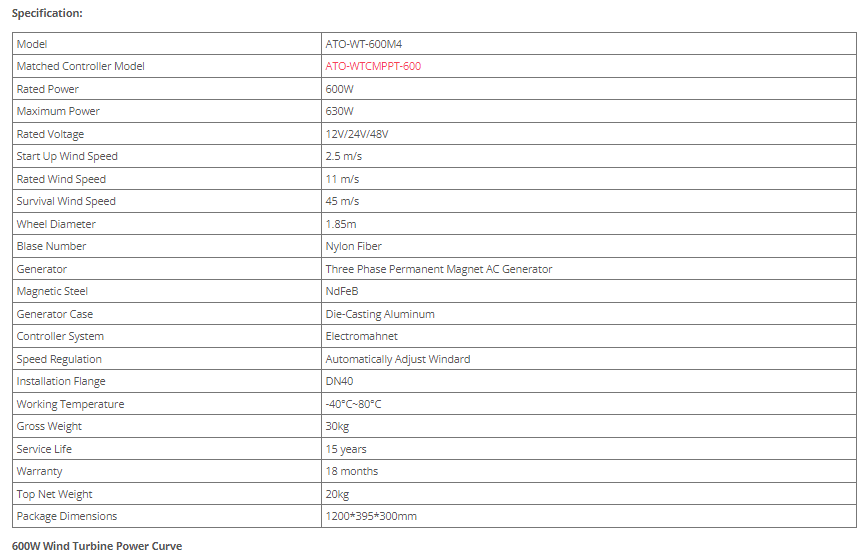 Specification:
Model ATO-WT-600M4
Matched Controller Model ATO-WTCMPPT-600
Rated Power 600W
Maximum Power 630W
Rated Voltage 12V/24V/48V
Start Up Wind Speed 2.5 m/s
Rated Wind Speed 11 m/s
Survival Wind Speed 45 m/s
Wheel Diameter 1.85m
Blase Number Nylon Fiber
Generator Three Phase Permanent Magnet AC Generator
Magnetic Steel NdFeB
Generator Case Die-Casting Aluminum
Controller System Electromahnet
Speed Regulation Automatically Adjust Windard
Installation Flange DN40
Working Temperature -40°C~80°C
Gross Weight 30kg
Service Life 15 years
Warranty 18 months
Top Net Weight 20kg
Package Dimensions 1200*395*300mm
600W Wind Turbine Power Curve